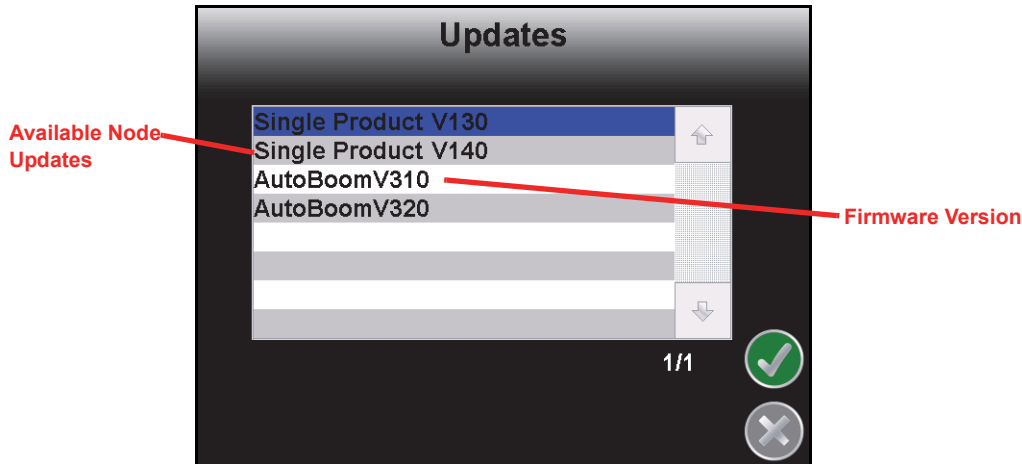 Updates
Available Node
Updates
Single Product V130
Single Product V140
AutoBoomV310
AutoBoomV320
Firmware Version
1/1